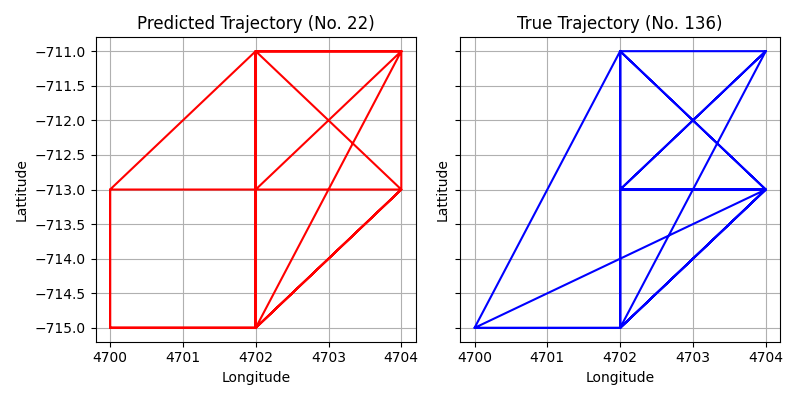 Predicted Trajectory (No. 22)
True Trajectory (No. 136)
−711.0
−711.5
−712.0
−712.5
−713.0
−713.5
−714.0
−714.5
−715.0
Lattitude
Lattitude
4700 4701 4702 4703 4704
4700 4701 4702 4703 4704
Longitude
Longitude